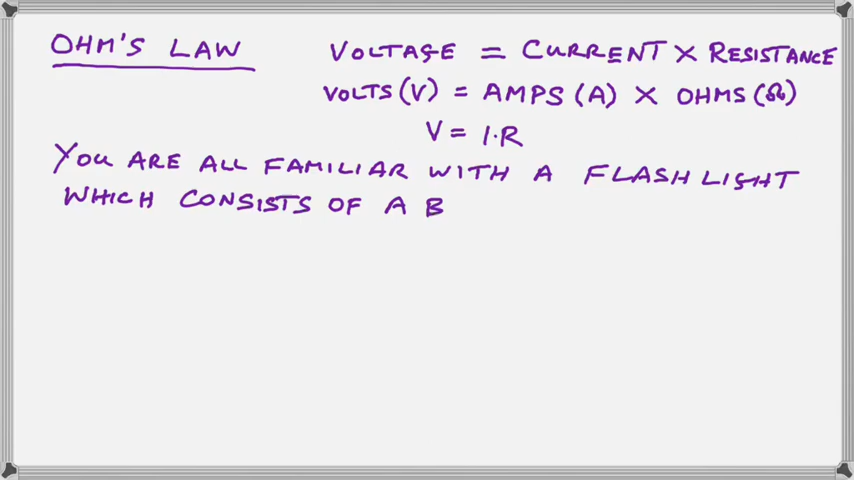 OHM'S LAW
VOLTAGE = CURRENT × RESISTANCE
VOLTS (V) = AMPS (A) × OHMS (Ω)
V = I·R
YOU ARE ALL FAMILIAR WITH A FLASHLIGHT
WHICH CONSISTS OF A B